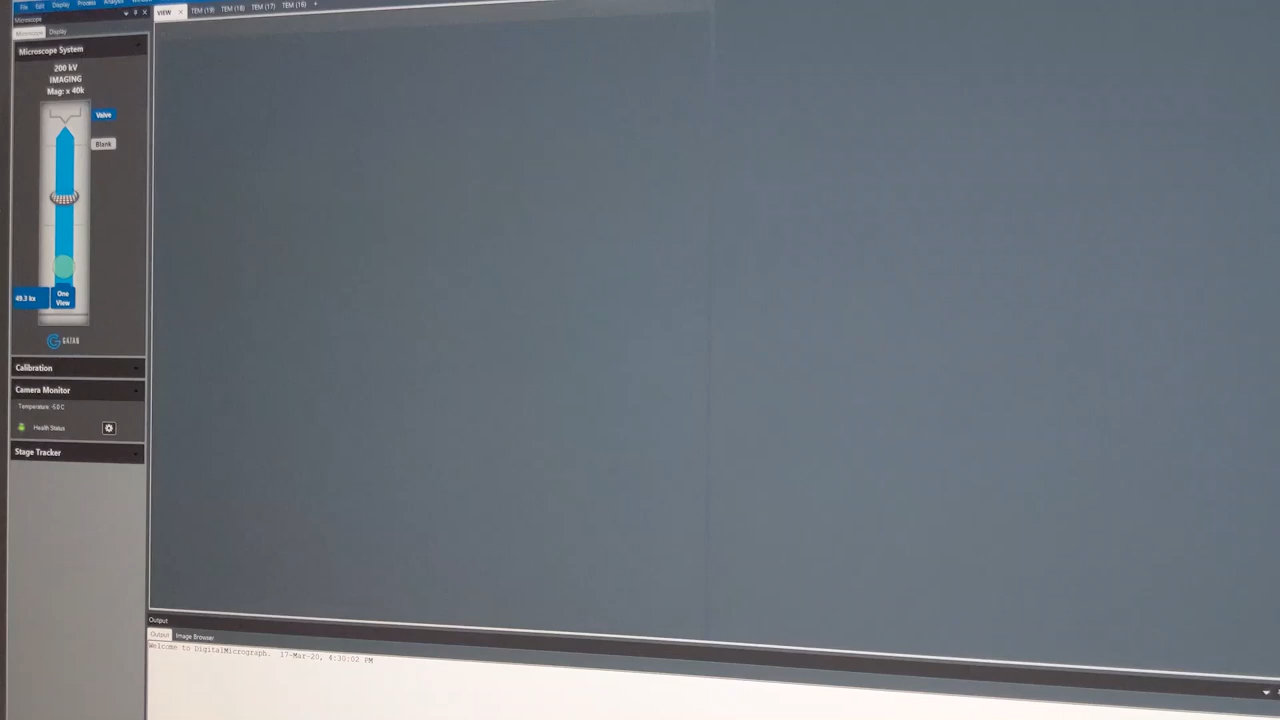 File Edit Display Process Analysis Window
VIEW × TEM (19) TEM (18) TEM (17) TEM (16) +
Microscope
Microscope Display
Microscope System
200 kV
IMAGING
Mag: x 40k
Valve
Blank
49.3 kx
One
View
GATAN
Calibration
Camera Monitor
Temperature: -5.0 C
Health Status
Stage Tracker
Output
Output Image Browser
Welcome to DigitalMicrograph. 17-Mar-20, 4:30:02 PM